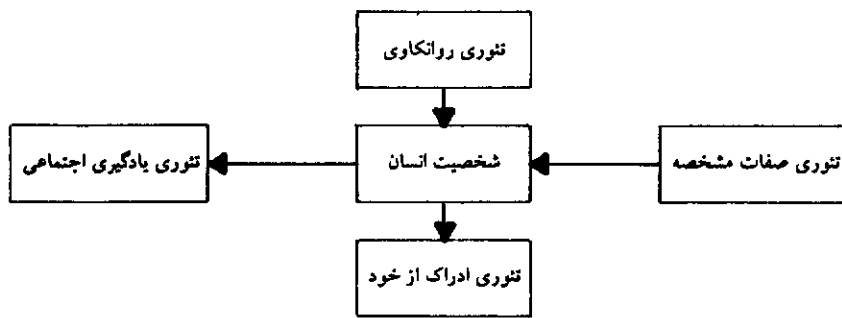 تئوری روانکاوی
تئوری صفات مشخصه
شخصیت انسان
تئوری یادگیری اجتماعی
تئوری ادراک از خود